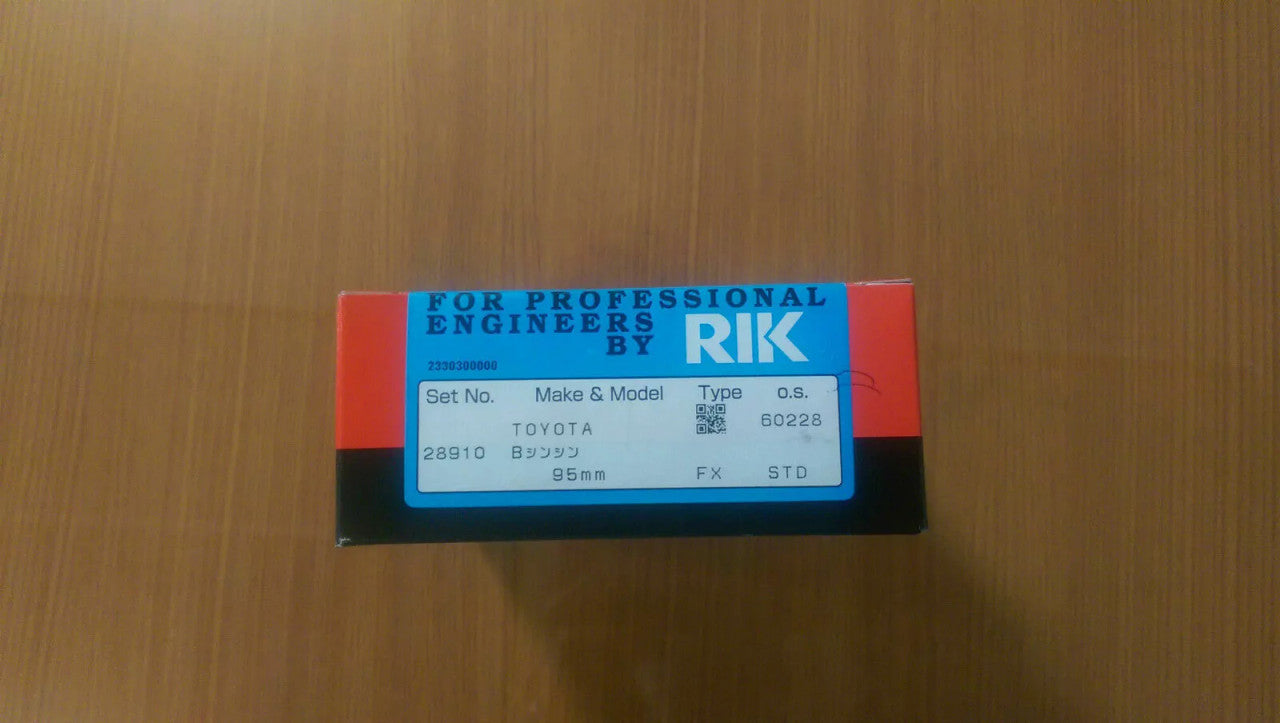 FOR PROFESSIONAL
ENGINEERS
BY RIK
2330300000
Set No. Make & Model Type o.s.
TOYOTA 60228
28910 Bシンシン
95mm FX STD